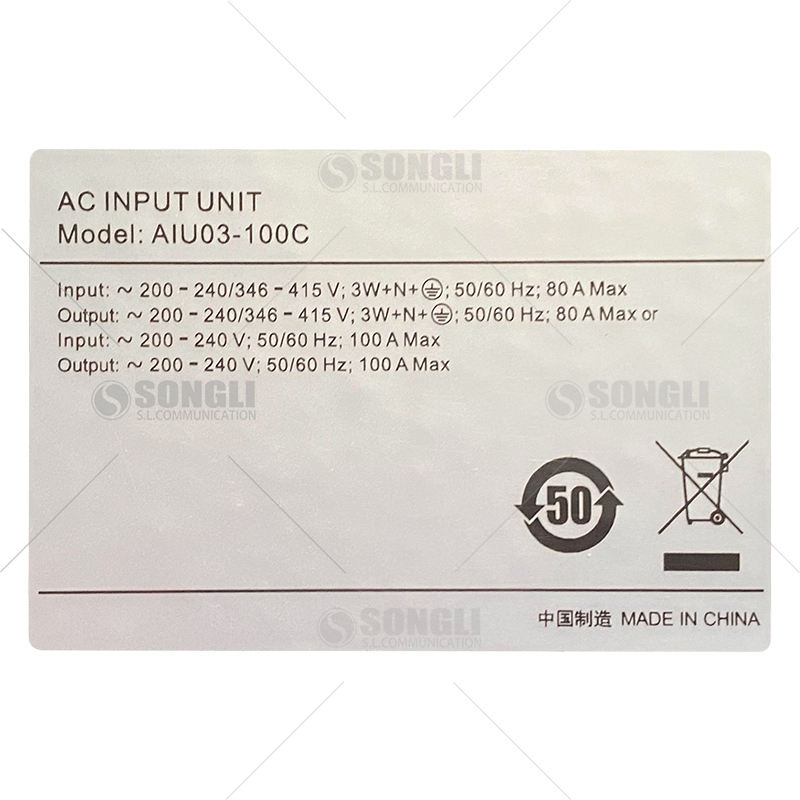 SONGLI
S.L.COMMUNICATION
AC INPUT UNIT
Model: AIU03-100C
Input: ~ 200 - 240/346 - 415 V; 3W+N+⏚; 50/60 Hz; 80 A Max
Output: ~ 200 - 240/346 - 415 V; 3W+N+⏚; 50/60 Hz; 80 A Max or
Input: ~ 200 - 240 V; 50/60 Hz; 100 A Max
Output: ~ 200 - 240 V; 50/60 Hz; 100 A Max
SONGLI SONGLI
S.L.COMMUNICATION S.L.COMMUNICATION
50
SONGLI
S.L.COMMUNICATION
中国制造 MADE IN CHINA